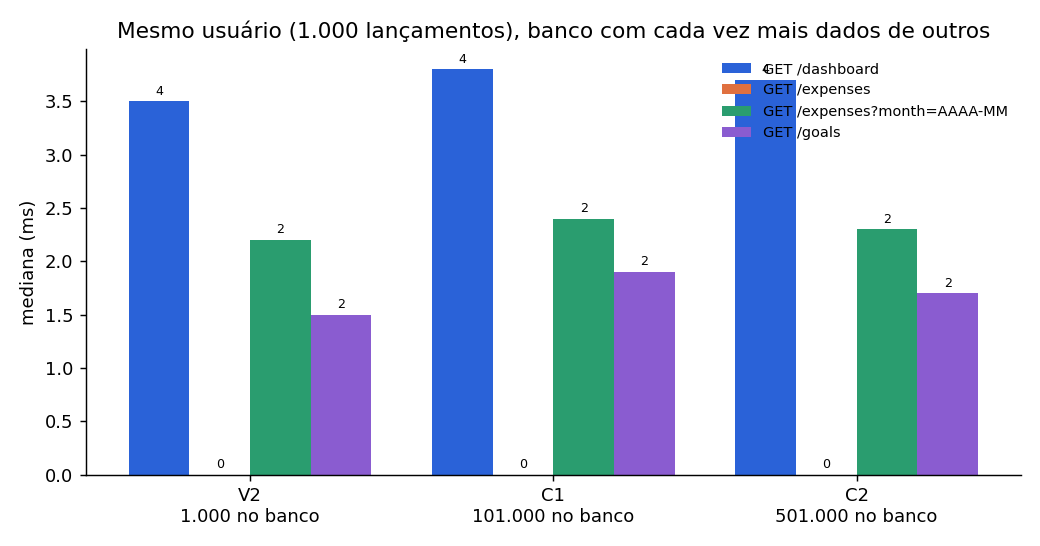 Mesmo usuário (1.000 lançamentos), banco com cada vez mais dados de outros
mediana (ms)
3.5
3.0
2.5
2.0
1.5
1.0
0.5
0.0
4
0
2
2
4
0
2
2
4
0
2
2
GET /dashboard
GET /expenses
GET /expenses?month=AAAA-MM
GET /goals
V2
1.000 no banco
C1
101.000 no banco
C2
501.000 no banco